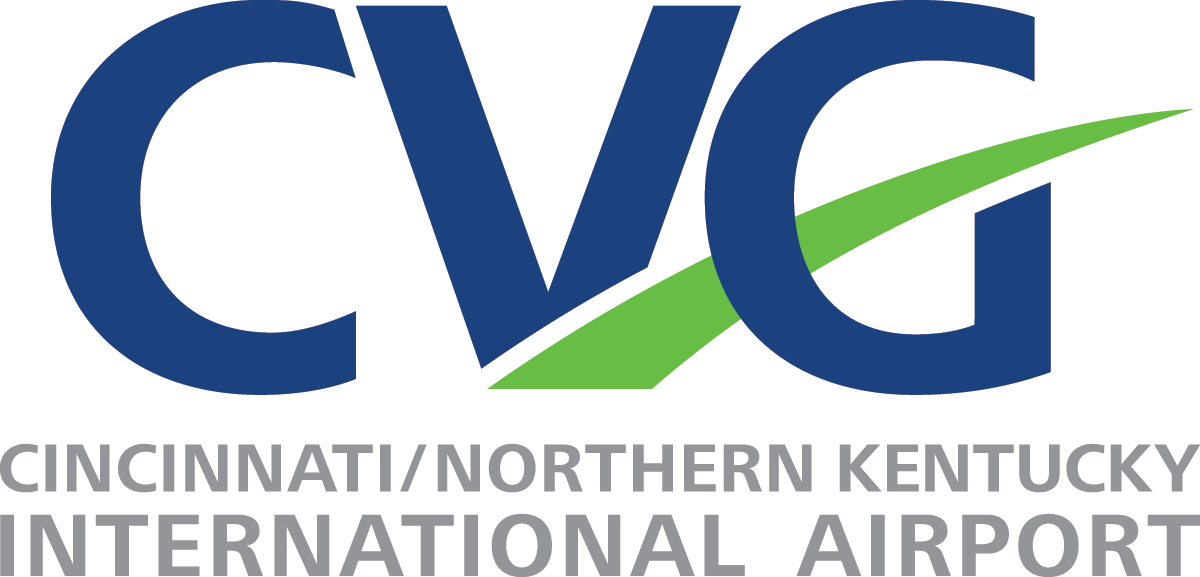 CVG
CINCINNATI/NORTHERN KENTUCKY
INTERNATIONAL AIRPORT